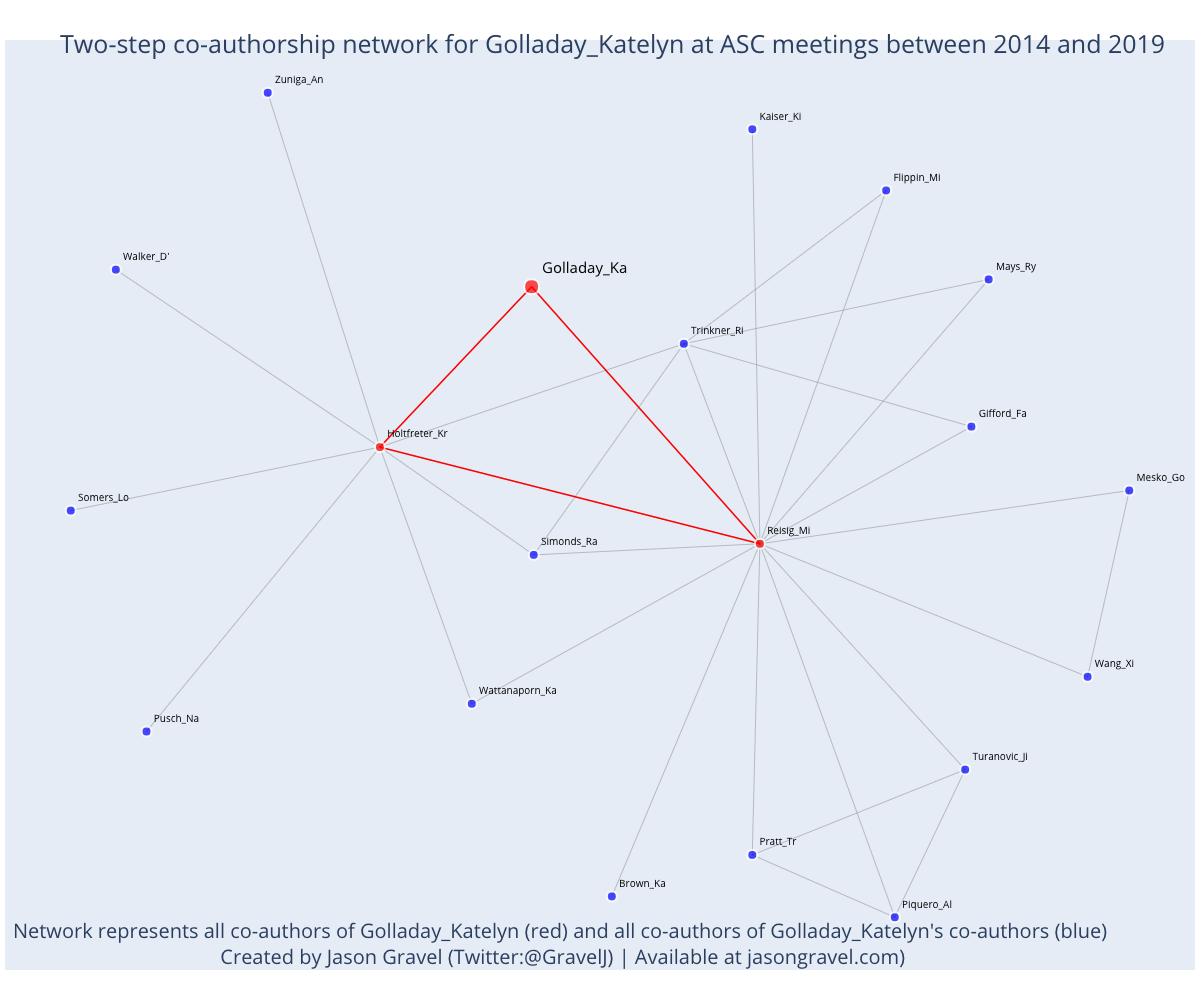 Two-step co-authorship network for Golladay_Katelyn at ASC meetings between 2014 and 2019
Zuniga_An
Kaiser_Ki
Flippin_Mi
Walker_D'
Golladay_Ka
Mays_Ry
Trinkner_Ri
Gifford_Fa
Holtfreter_Kr
Mesko_Go
Somers_Lo
Reisig_Mi
Simonds_Ra
Wang_Xi
Wattanaporn_Ka
Pusch_Na
Turanovic_Ji
Pratt_Tr
Brown_Ka
Piquero_Al
Network represents all co-authors of Golladay_Katelyn (red) and all co-authors of Golladay_Katelyn's co-authors (blue)
Created by Jason Gravel (Twitter:@GravelJ) | Available at jasongravel.com)